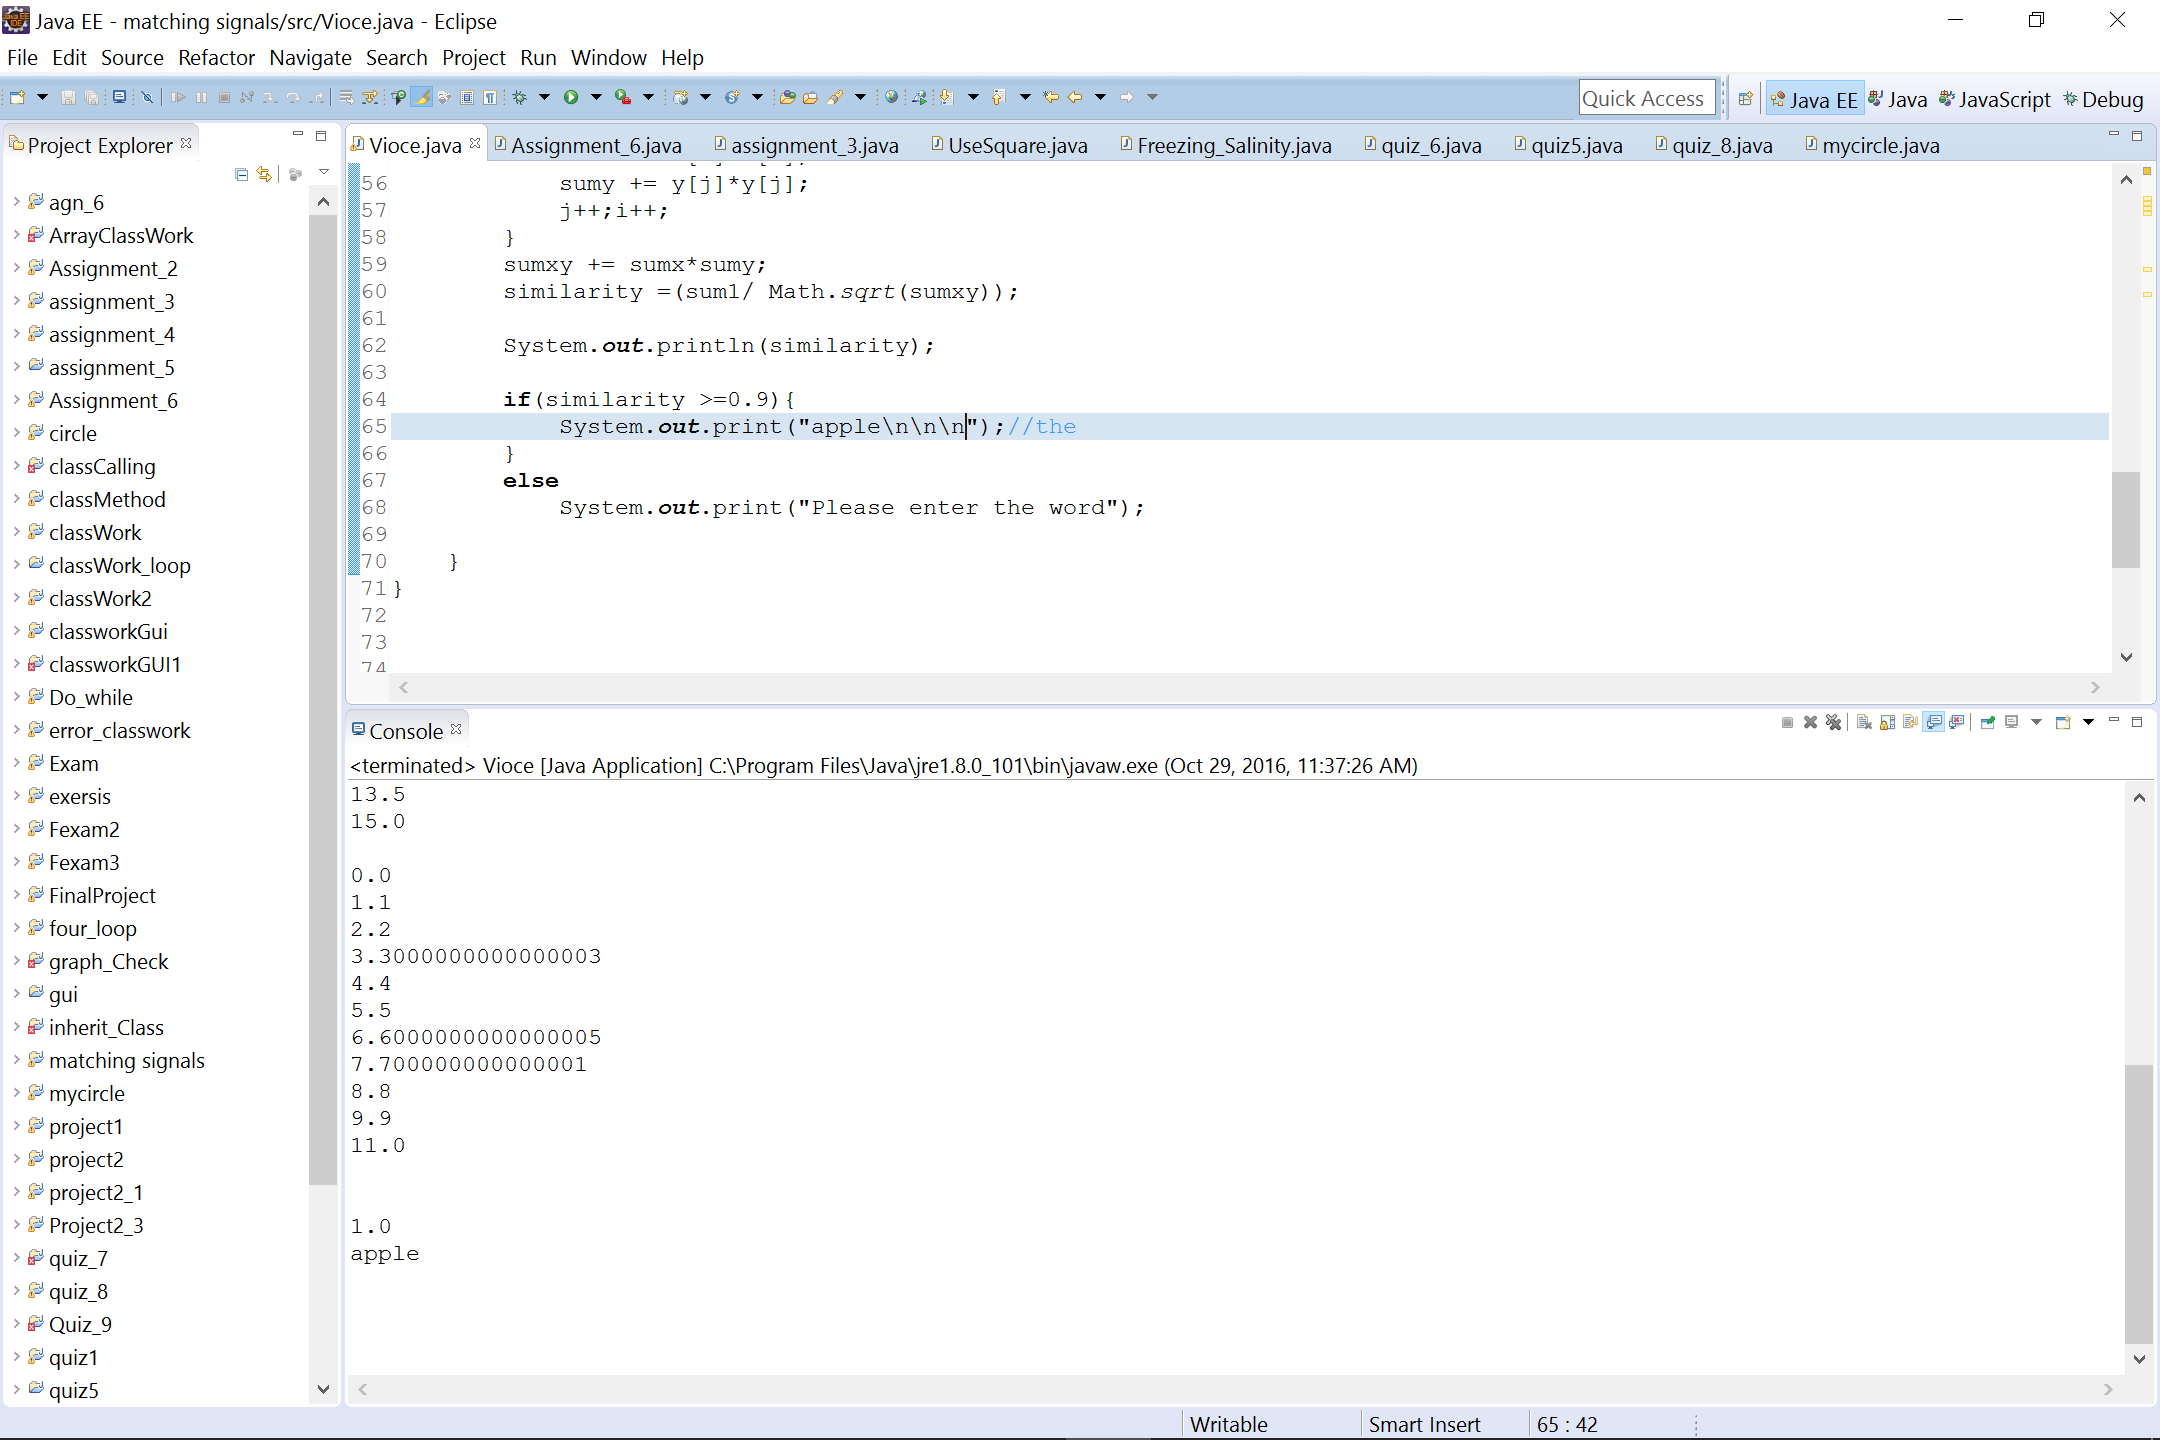 Java EE - matching signals/src/Vioce.java - Eclipse
File Edit Source Refactor Navigate Search Project Run Window Help
Quick Access Java EE Java JavaScript Debug
Project Explorer
agn_6
ArrayClassWork
Assignment_2
assignment_3
assignment_4
assignment_5
Assignment_6
circle
classCalling
classMethod
classWork
classWork_loop
classWork2
classworkGui
classworkGUI1
Do_while
error_classwork
Exam
exersis
Fexam2
Fexam3
FinalProject
four_loop
graph_Check
gui
inherit_Class
matching signals
mycircle
project1
project2
project2_1
Project2_3
quiz_7
quiz_8
Quiz_9
quiz1
quiz5
Vioce.java Assignment_6.java assignment_3.java UseSquare.java Freezing_Salinity.java quiz_6.java quiz5.java quiz_8.java mycircle.java
56 sumy += y[j]*y[j];
57 j++;i++;
58 }
59 sumxy += sumx*sumy;
60 similarity =(sum1/ Math.sqrt(sumxy));
61
62 System.out.println(similarity);
63
64 if(similarity >=0.9){
65 System.out.print("apple\n\n\n");//the
66 }
67 else
68 System.out.print("Please enter the word");
69
70 }
71 }
72
73
74
Console
<terminated> Vioce [Java Application] C:\Program Files\Java\jre1.8.0_101\bin\javaw.exe (Oct 29, 2016, 11:37:26 AM)
13.5
15.0
0.0
1.1
2.2
3.3000000000000003
4.4
5.5
6.6000000000000005
7.700000000000001
8.8
9.9
11.0
1.0
apple
Writable Smart Insert 65 : 42